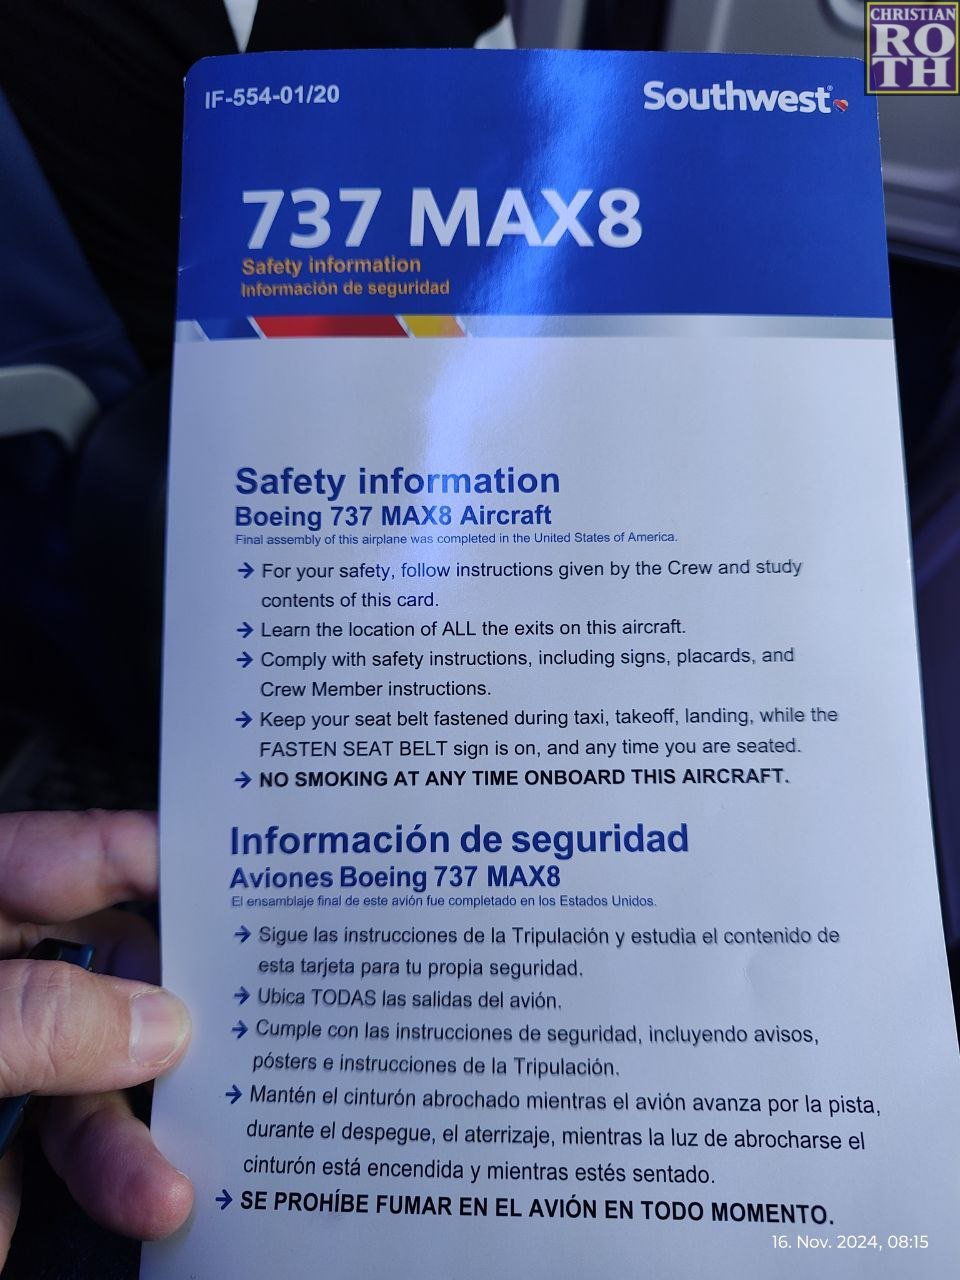 CHRISTIAN
RO
TH
IF-554-01/20
Southwest
737 MAX8
Safety information
Información de seguridad
Safety information
Boeing 737 MAX8 Aircraft
Final assembly of this airplane was completed in the United States of America.
→ For your safety, follow instructions given by the Crew and study
contents of this card.
→ Learn the location of ALL the exits on this aircraft.
→ Comply with safety instructions, including signs, placards, and
Crew Member instructions.
→ Keep your seat belt fastened during taxi, takeoff, landing, while the
FASTEN SEAT BELT sign is on, and any time you are seated.
→ NO SMOKING AT ANY TIME ONBOARD THIS AIRCRAFT.
Información de seguridad
Aviones Boeing 737 MAX8
El ensamblaje final de este avión fue completado en los Estados Unidos.
→ Sigue las instrucciones de la Tripulación y estudia el contenido de
esta tarjeta para tu propia seguridad.
→ Ubica TODAS las salidas del avión.
→ Cumple con las instrucciones de seguridad, incluyendo avisos,
pósters e instrucciones de la Tripulación.
→ Mantén el cinturón abrochado mientras el avión avanza por la pista,
durante el despegue, el aterrizaje, mientras la luz de abrocharse el
cinturón está encendida y mientras estés sentado.
→ SE PROHÍBE FUMAR EN EL AVIÓN EN TODO MOMENTO.
16. Nov. 2024, 08:15